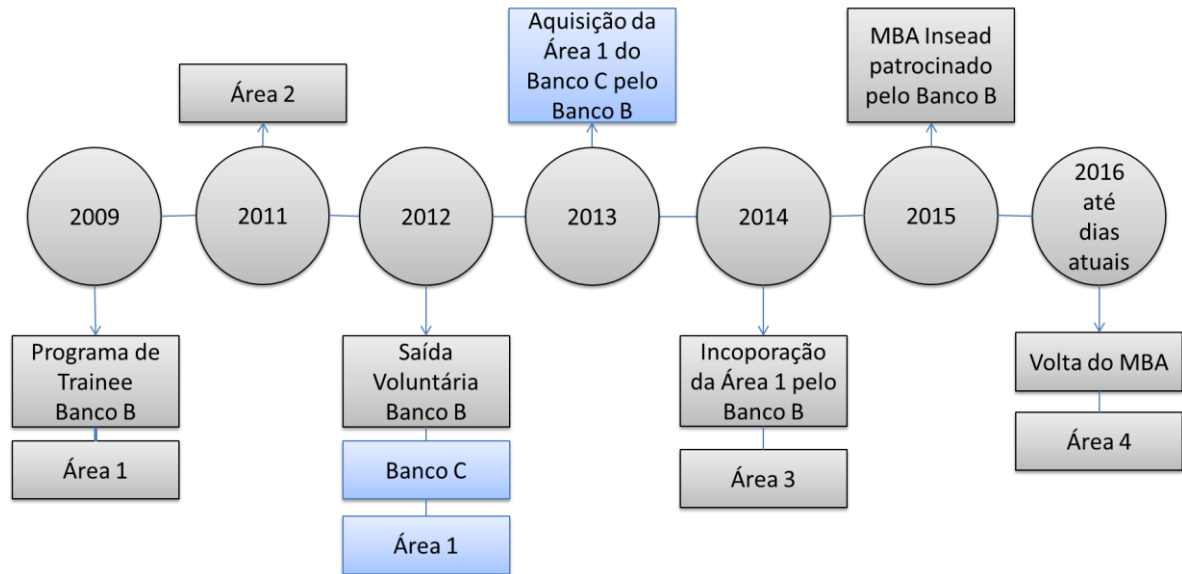 Aquisição da
Área 1 do
Banco C pelo
Banco B
MBA Insead
patrocinado
pelo Banco B
Área 2
2009
2011
2012
2013
2014
2015
2016
até
dias
atuais
Programa de
Trainee
Banco B
Área 1
Saída
Voluntária
Banco B
Banco C
Área 1
Incoporação
da Área 1 pelo
Banco B
Área 3
Volta do MBA
Área 4